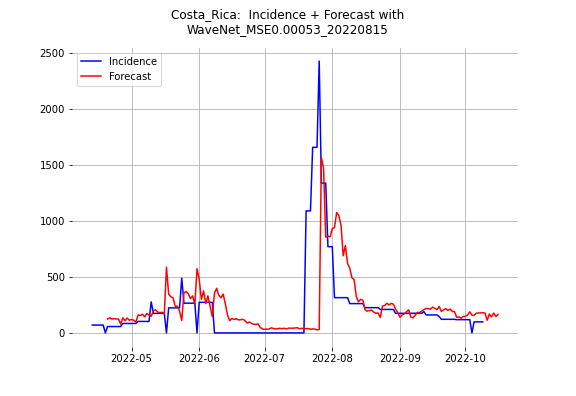 Costa_Rica:  Incidence + Forecast with
WaveNet_MSE0.00053_20220815
Incidence
Forecast
2500
2000
1500
1000
500
0
2022-05 2022-06 2022-07 2022-08 2022-09 2022-10